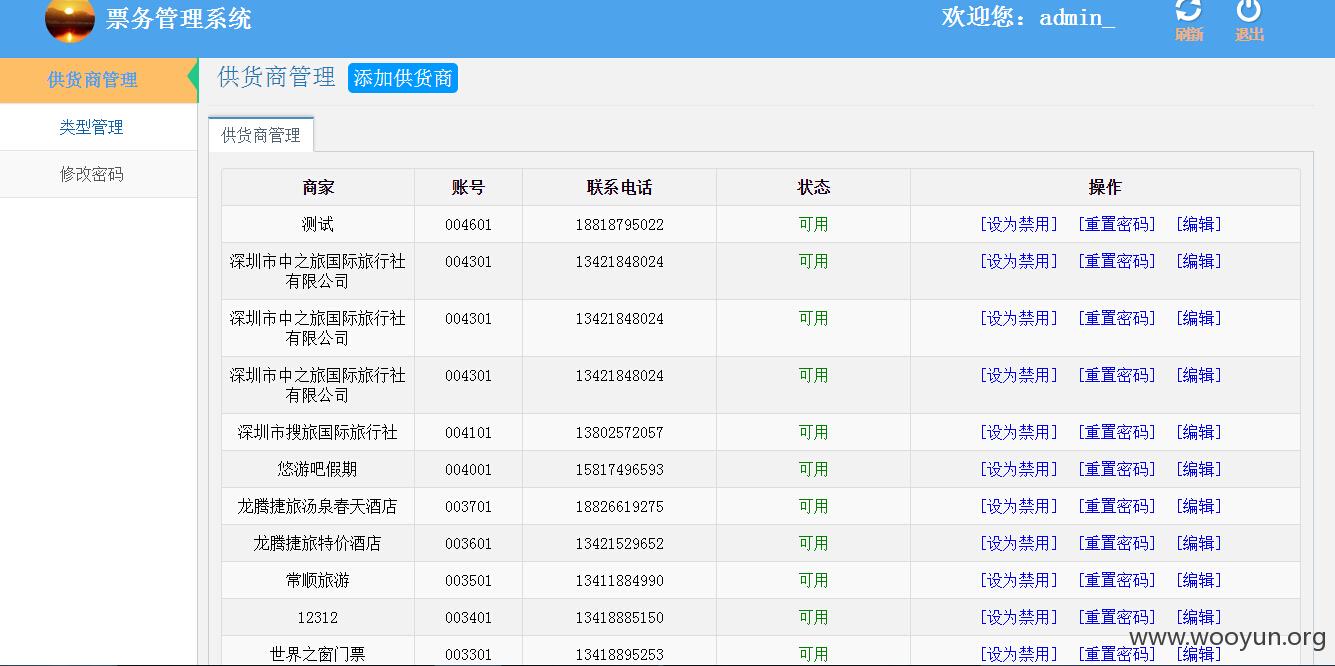 票务管理系统
欢迎您：admin_
刷新 退出
供货商管理
类型管理
修改密码
供货商管理 添加供货商
供货商管理
商家 账号 联系电话 状态 操作
测试 004601 18818795022 可用 [设为禁用] [重置密码] [编辑]
深圳市中之旅国际旅行社
有限公司 004301 13421848024 可用 [设为禁用] [重置密码] [编辑]
深圳市中之旅国际旅行社
有限公司 004301 13421848024 可用 [设为禁用] [重置密码] [编辑]
深圳市中之旅国际旅行社
有限公司 004301 13421848024 可用 [设为禁用] [重置密码] [编辑]
深圳市搜旅国际旅行社 004101 13802572057 可用 [设为禁用] [重置密码] [编辑]
悠游吧假期 004001 15817496593 可用 [设为禁用] [重置密码] [编辑]
龙腾捷旅汤泉春天酒店 003701 18826619275 可用 [设为禁用] [重置密码] [编辑]
龙腾捷旅特价酒店 003601 13421529652 可用 [设为禁用] [重置密码] [编辑]
常顺旅游 003501 13411884990 可用 [设为禁用] [重置密码] [编辑]
12312 003401 13418885150 可用 [设为禁用] [重置密码] [编辑]
世界之窗门票 003301 13418895253 可用 [设为禁用] [重置密码] [编辑]
www.wooyun.org